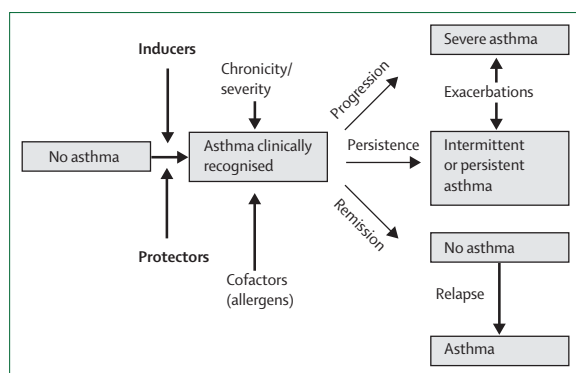 Inducers
Chronicity/
severity
No asthma
Asthma clinically
recognised
Protectors
Cofactors
(allergens)
Progression
Persistence
Remission
Severe asthma
Exacerbations
Intermittent
or persistent
asthma
No asthma
Relapse
Asthma